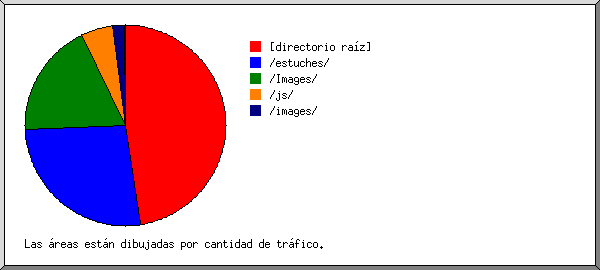 [directorio raíz]
/estuches/
/Images/
/js/
/images/
Las áreas están dibujadas por cantidad de tráfico.